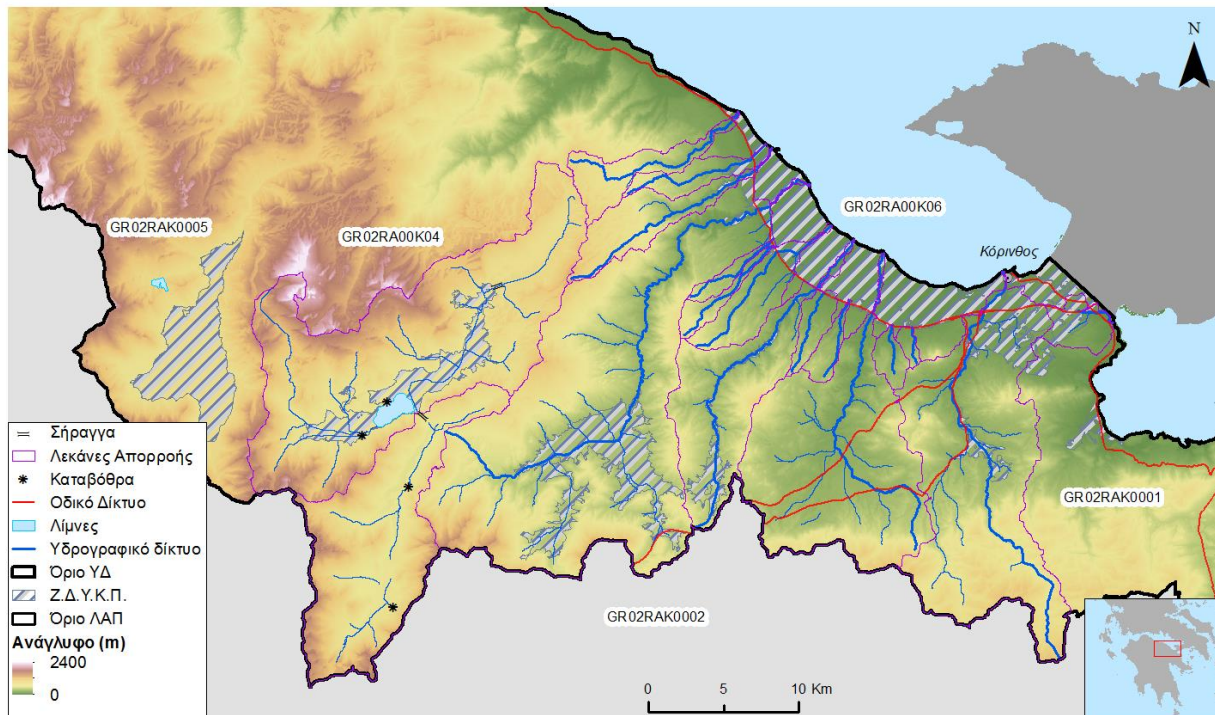 N
GR02RAK0005
GR02RA00K04
GR02RA00K06
Κόρινθος
GR02RAK0001
GR02RAK0002
Σήραγγα
Λεκάνες Απορροής
Καταβόθρα
Οδικό Δίκτυο
Λίμνες
Υδρογραφικό δίκτυο
Όριο ΥΔ
Ζ.Δ.Υ.Κ.Π.
Όριο ΛΑΠ
Ανάγλυφο (m)
2400
0
0 5 10 Km